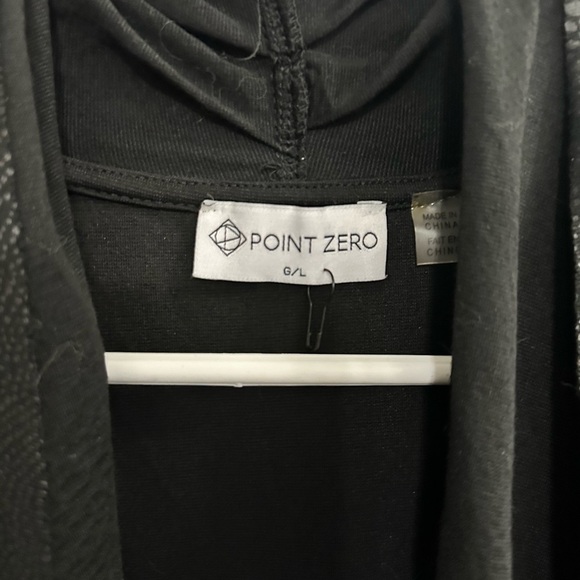 POINT ZERO
G/L
MADE IN
CHINA
FAIT EN
CHINE